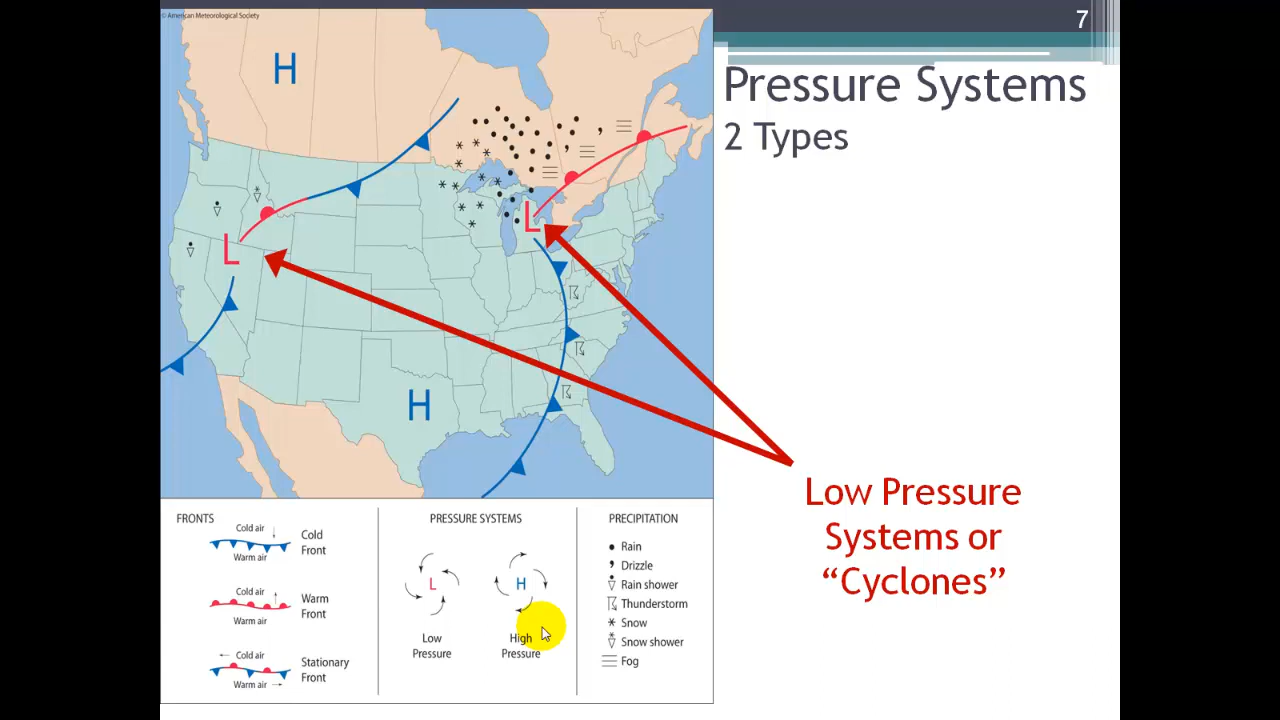 © American Meteorological Society
7
Pressure Systems
2 Types
H
L
L
H
Low Pressure
Systems or
“Cyclones”
FRONTS
Cold air
Warm air
Cold
Front
Cold air
Warm air
Warm
Front
Cold air
Warm air
Stationary
Front
PRESSURE SYSTEMS
L
H
Low
Pressure
High
Pressure
PRECIPITATION
Rain
Drizzle
Rain shower
Thunderstorm
Snow
Snow shower
Fog